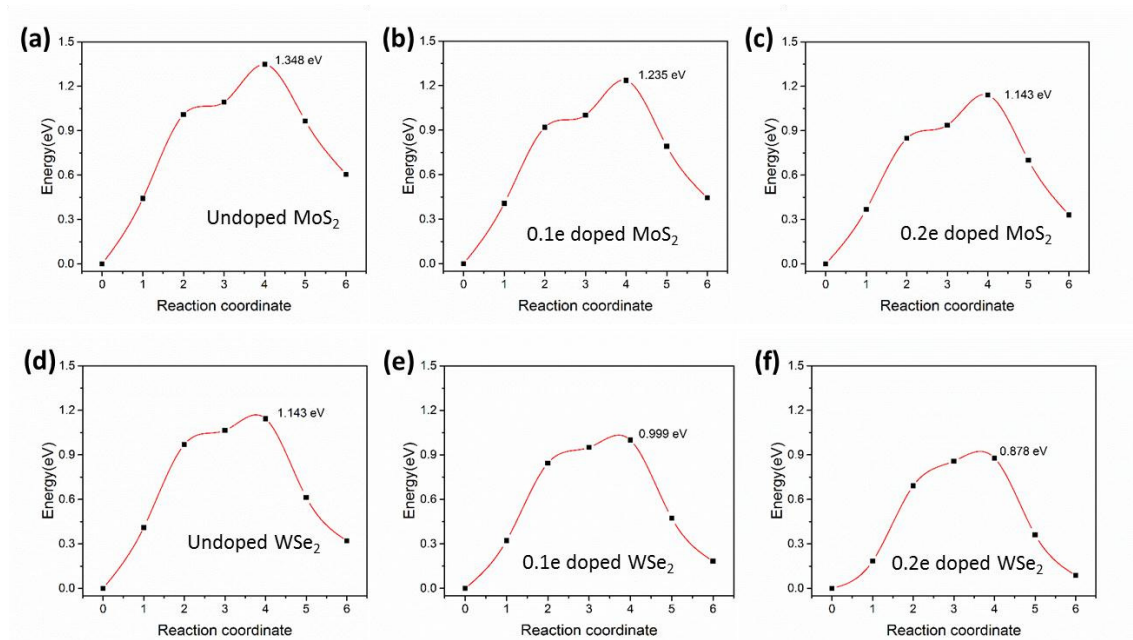 (a)
1.5
1.2
0.9
0.6
0.3
0.0
Energy(eV)
1.348 eV
Undoped MoS₂
0 1 2 3 4 5 6
Reaction coordinate
(b)
1.5
1.2
0.9
0.6
0.3
0.0
Energy(eV)
1.235 eV
0.1e doped MoS₂
0 1 2 3 4 5 6
Reaction coordinate
(c)
1.5
1.2
0.9
0.6
0.3
0.0
Energy(eV)
1.143 eV
0.2e doped MoS₂
0 1 2 3 4 5 6
Reaction coordinate
(d)
1.5
1.2
0.9
0.6
0.3
0.0
Energy(eV)
1.143 eV
Undoped WSe₂
0 1 2 3 4 5 6
Reaction coordinate
(e)
1.5
1.2
0.9
0.6
0.3
0.0
Energy(eV)
0.999 eV
0.1e doped WSe₂
0 1 2 3 4 5 6
Reaction coordinate
(f)
1.5
1.2
0.9
0.6
0.3
0.0
Energy(eV)
0.878 eV
0.2e doped WSe₂
0 1 2 3 4 5 6
Reaction coordinate